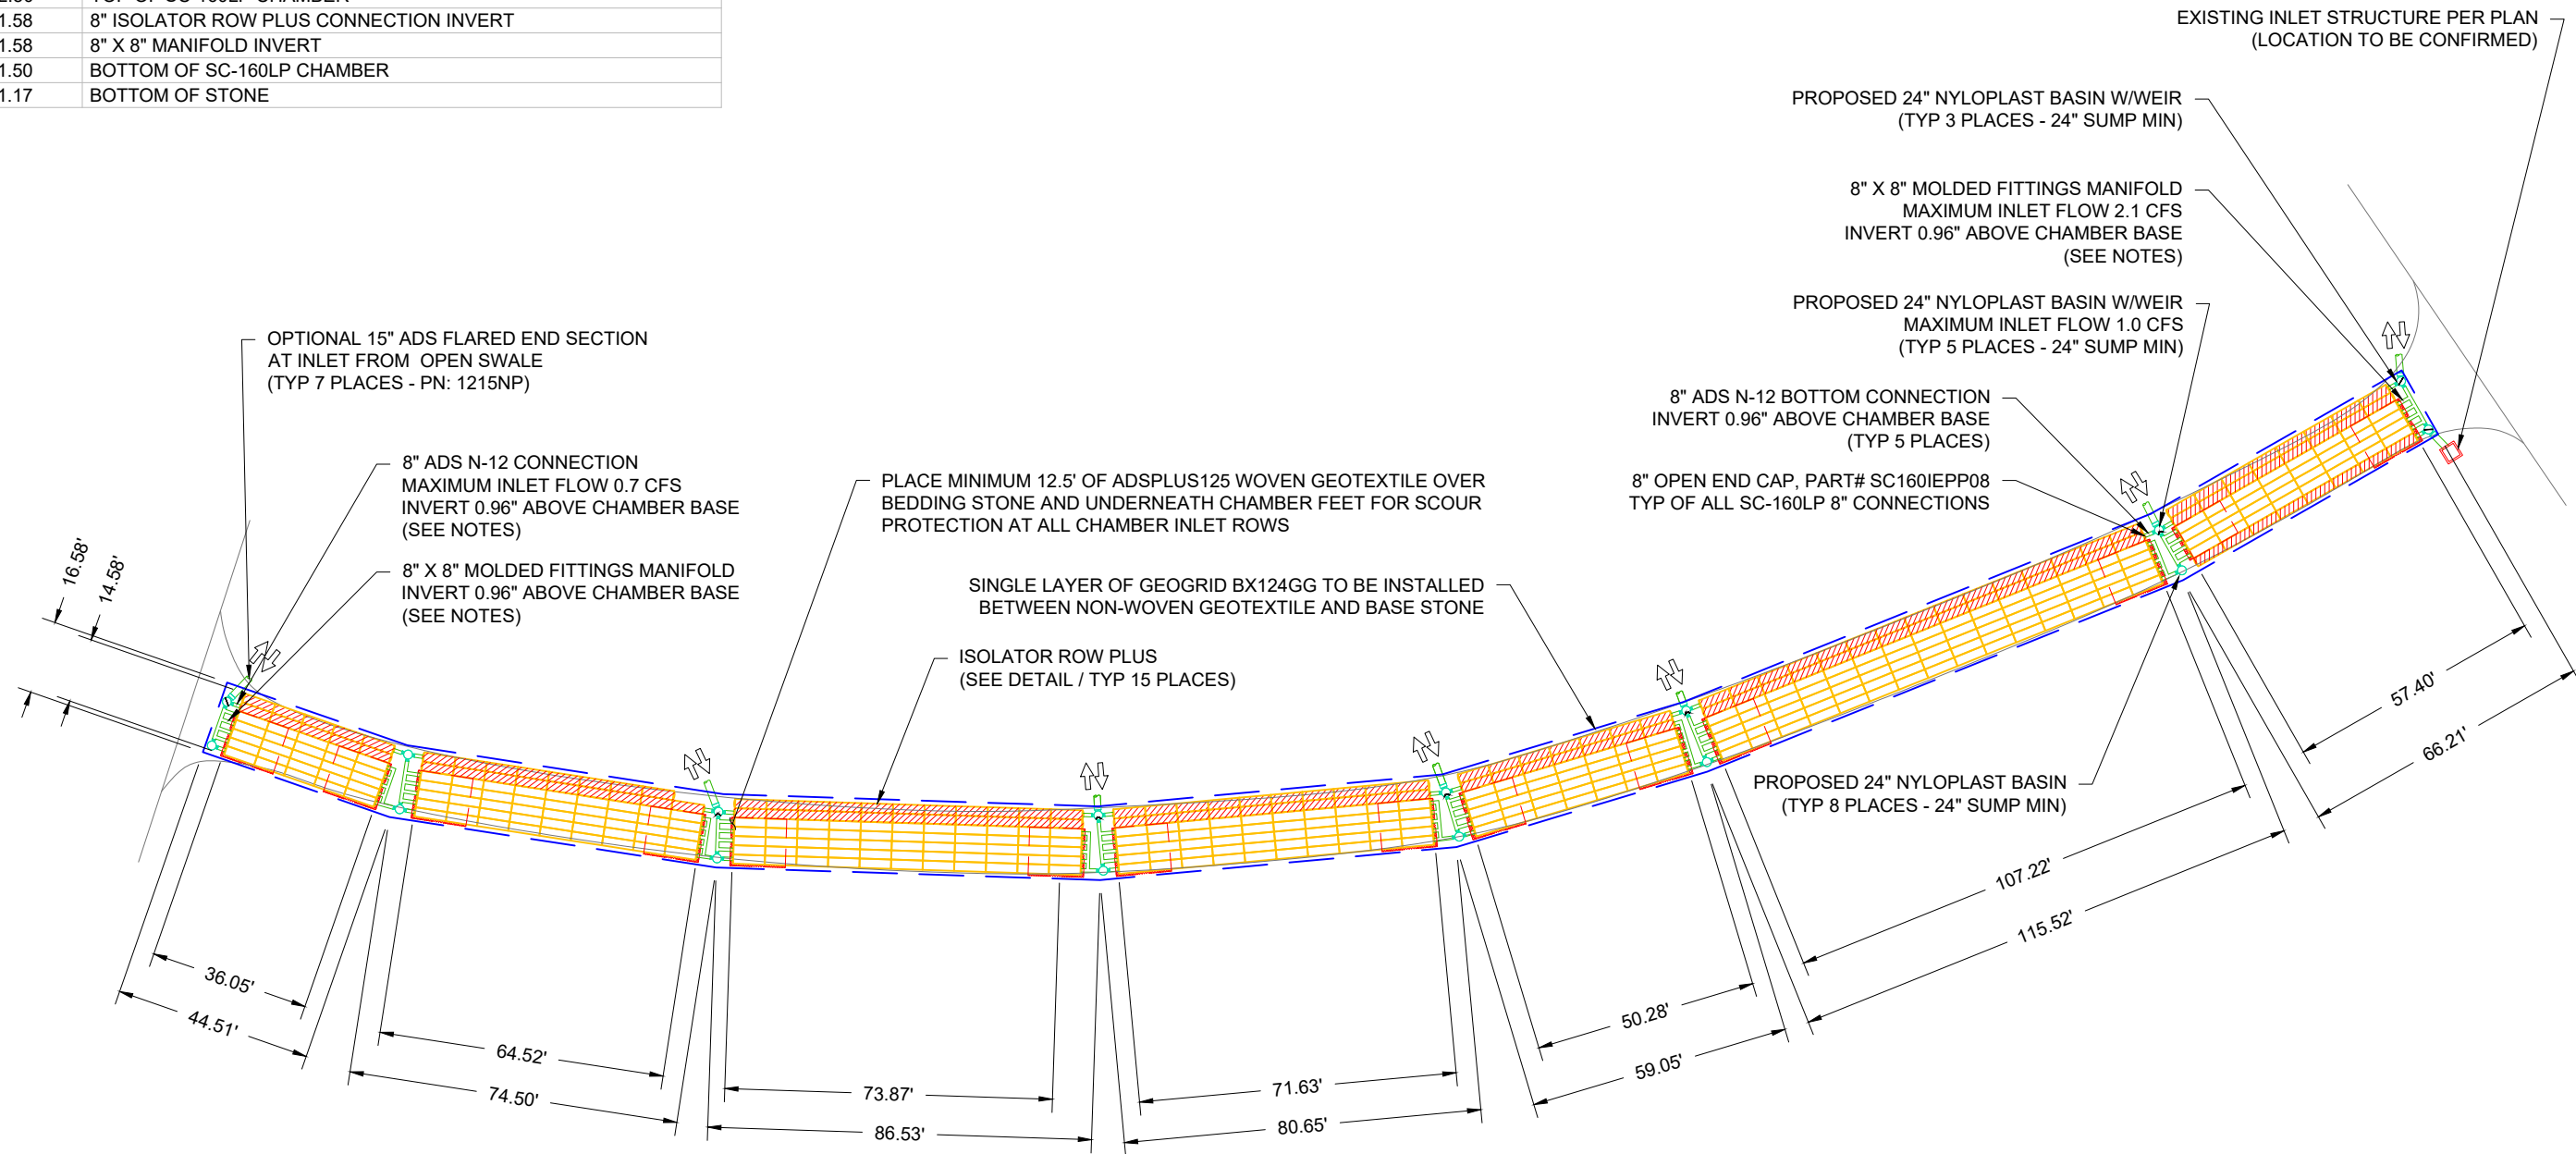 1.58 8" ISOLATOR ROW PLUS CONNECTION INVERT
1.58 8" X 8" MANIFOLD INVERT
1.50 BOTTOM OF SC-160LP CHAMBER
1.17 BOTTOM OF STONE
EXISTING INLET STRUCTURE PER PLAN
(LOCATION TO BE CONFIRMED)
PROPOSED 24" NYLOPLAST BASIN W/WEIR
(TYP 3 PLACES - 24" SUMP MIN)
8" X 8" MOLDED FITTINGS MANIFOLD
MAXIMUM INLET FLOW 2.1 CFS
INVERT 0.96" ABOVE CHAMBER BASE
(SEE NOTES)
PROPOSED 24" NYLOPLAST BASIN W/WEIR
MAXIMUM INLET FLOW 1.0 CFS
(TYP 5 PLACES - 24" SUMP MIN)
8" ADS N-12 BOTTOM CONNECTION
INVERT 0.96" ABOVE CHAMBER BASE
(TYP 5 PLACES)
8" OPEN END CAP, PART# SC160IEPP08
TYP OF ALL SC-160LP 8" CONNECTIONS
OPTIONAL 15" ADS FLARED END SECTION
AT INLET FROM OPEN SWALE
(TYP 7 PLACES - PN: 1215NP)
8" ADS N-12 CONNECTION
MAXIMUM INLET FLOW 0.7 CFS
INVERT 0.96" ABOVE CHAMBER BASE
(SEE NOTES)
8" X 8" MOLDED FITTINGS MANIFOLD
INVERT 0.96" ABOVE CHAMBER BASE
(SEE NOTES)
PLACE MINIMUM 12.5' OF ADSPLUS125 WOVEN GEOTEXTILE OVER
BEDDING STONE AND UNDERNEATH CHAMBER FEET FOR SCOUR
PROTECTION AT ALL CHAMBER INLET ROWS
SINGLE LAYER OF GEOGRID BX124GG TO BE INSTALLED
BETWEEN NON-WOVEN GEOTEXTILE AND BASE STONE
ISOLATOR ROW PLUS
(SEE DETAIL / TYP 15 PLACES)
PROPOSED 24" NYLOPLAST BASIN
(TYP 8 PLACES - 24" SUMP MIN)
16.58'
14.58'
36.05'
44.51'
64.52'
74.50'
73.87'
86.53'
71.63'
80.65'
50.28'
59.05'
107.22'
115.52'
57.40'
66.21'